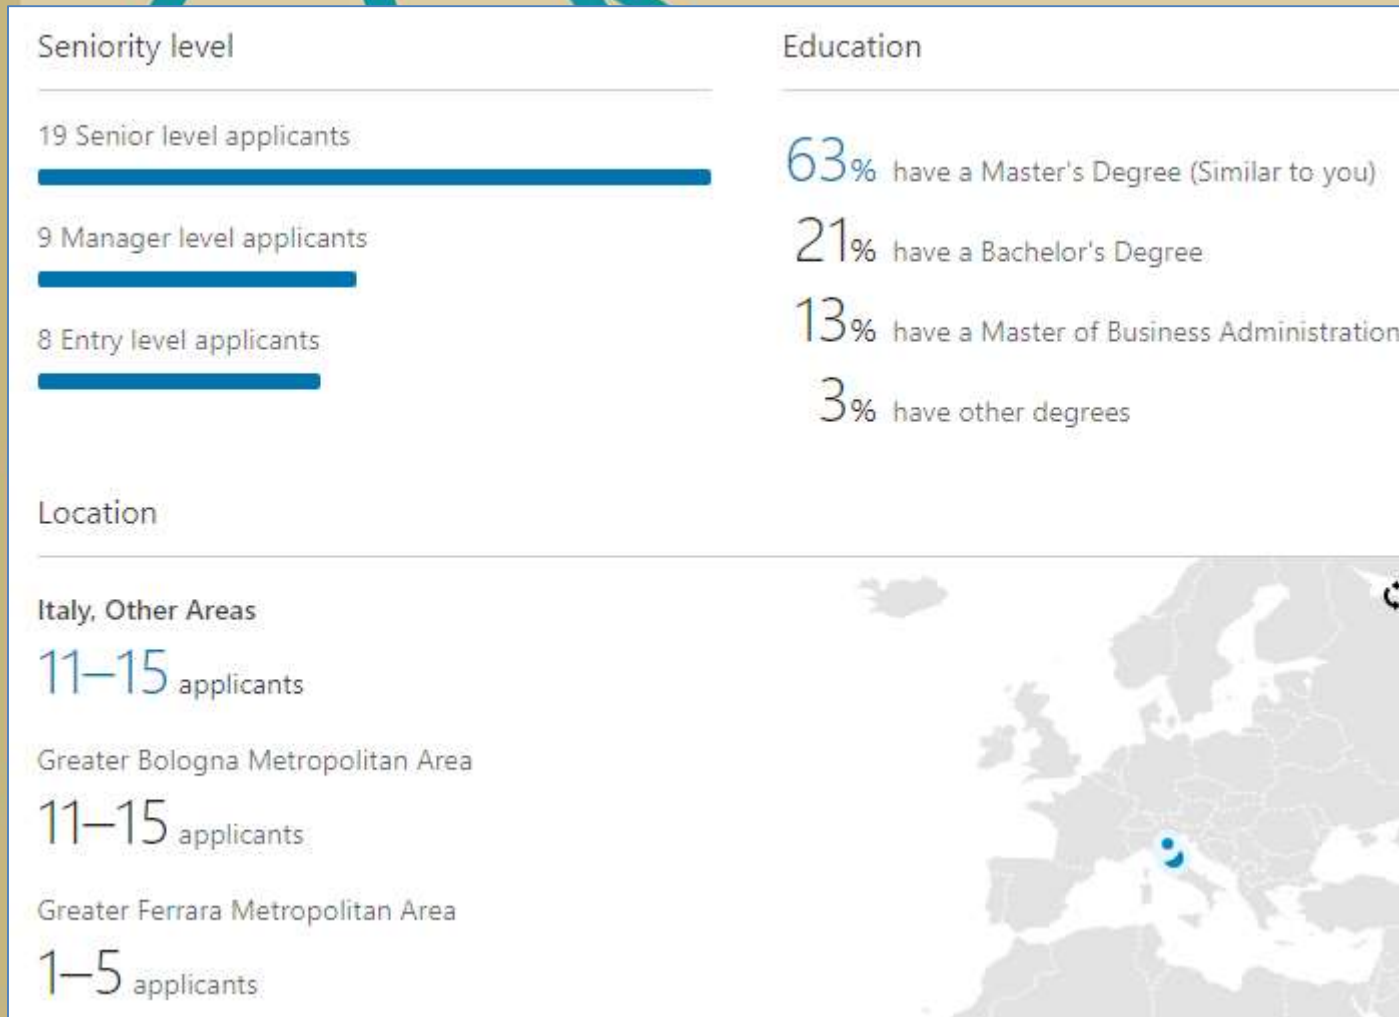 Seniority level
19 Senior level applicants
9 Manager level applicants
8 Entry level applicants
Education
63% have a Master's Degree (Similar to you)
21% have a Bachelor's Degree
13% have a Master of Business Administration
3% have other degrees
Location
Italy, Other Areas
11–15 applicants
Greater Bologna Metropolitan Area
11–15 applicants
Greater Ferrara Metropolitan Area
1–5 applicants